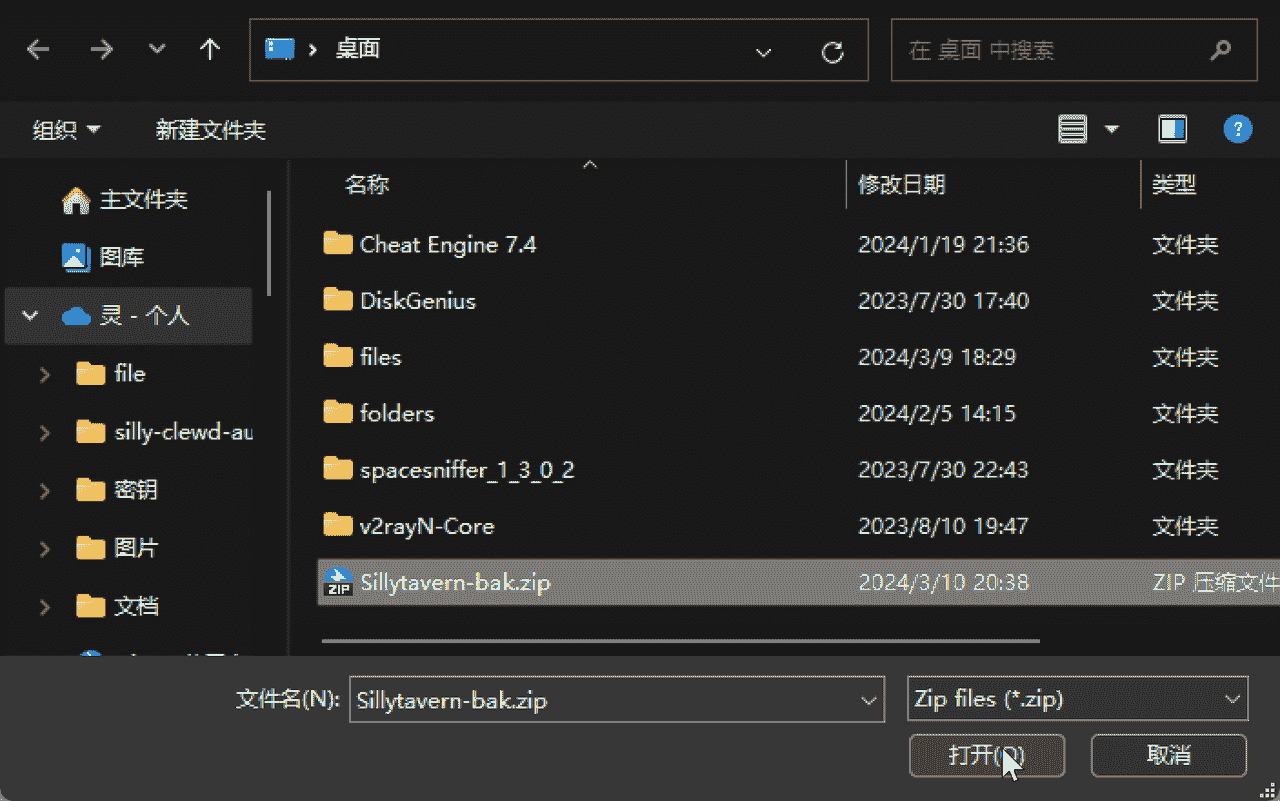 桌面
在 桌面 中搜索
组织
新建文件夹
?
主文件夹
图库
灵 - 个人
file
silly-clewd-au
密钥
图片
文档
名称 修改日期 类型
Cheat Engine 7.4 2024/1/19 21:36 文件夹
DiskGenius 2023/7/30 17:40 文件夹
files 2024/3/9 18:29 文件夹
folders 2024/2/5 14:15 文件夹
spacesniffer_1_3_0_2 2023/7/30 22:43 文件夹
v2rayN-Core 2023/8/10 19:47 文件夹
ZIP Sillytavern-bak.zip 2024/3/10 20:38 ZIP 压缩文件
文件名(N): Sillytavern-bak.zip Zip files (*.zip)
打开(O) 取消